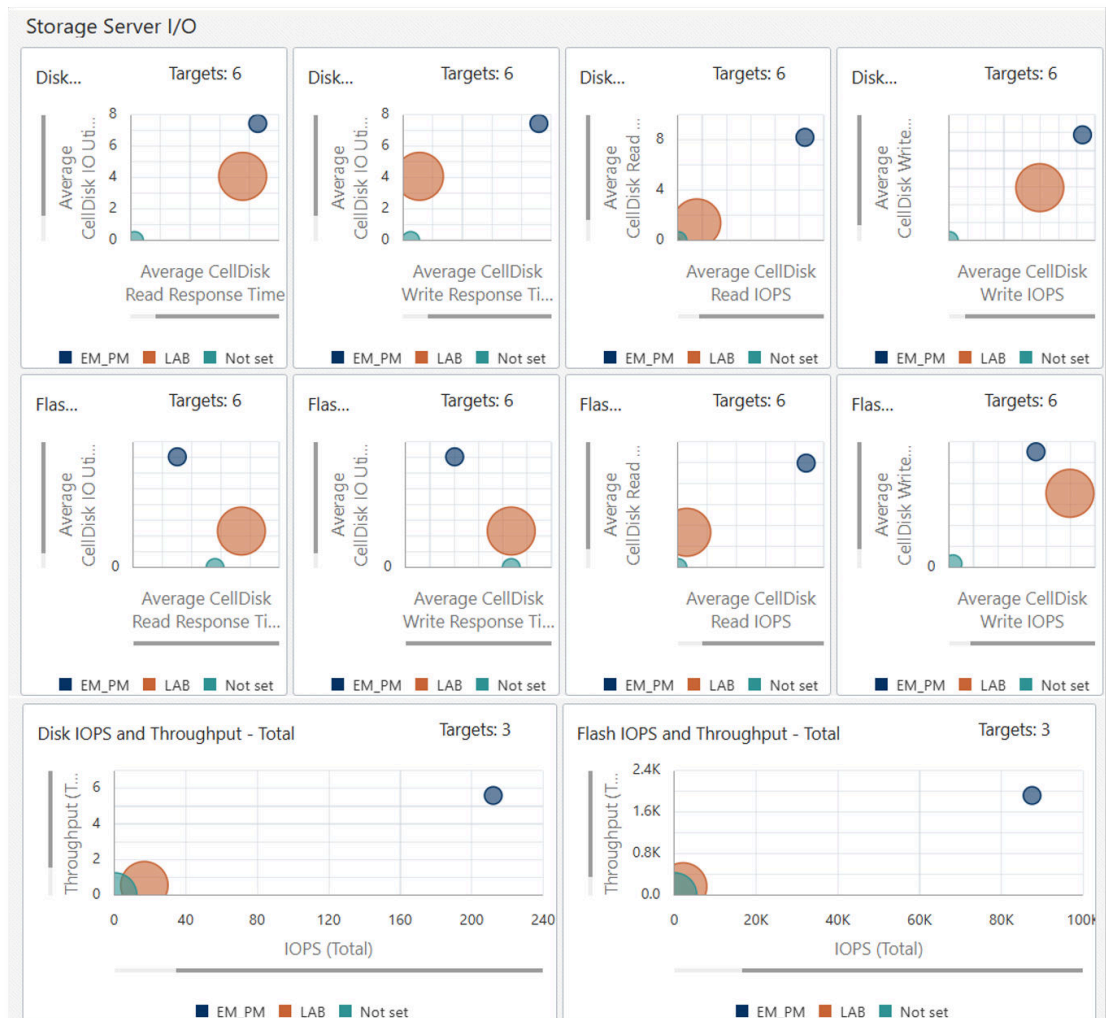 Storage Server I/O
Disk...
Targets: 6
8
6
4
2
0
Average
CellDisk IO Uti...
Average CellDisk
Read Response Time
EM_PM LAB Not set
Disk...
Targets: 6
8
6
4
2
0
Average
CellDisk IO Uti...
Average CellDisk
Write Response Ti...
EM_PM LAB Not set
Disk...
Targets: 6
8
4
0
Average
CellDisk Read ...
Average CellDisk
Read IOPS
EM_PM LAB Not set
Disk...
Targets: 6
Average
CellDisk Write...
Average CellDisk
Write IOPS
EM_PM LAB Not set
Flas...
Targets: 6
0
Average
CellDisk IO Uti...
Average CellDisk
Read Response Ti...
EM_PM LAB Not set
Flas...
Targets: 6
0
Average
CellDisk IO Uti...
Average CellDisk
Write Response Ti...
EM_PM LAB Not set
Flas...
Targets: 6
Average
CellDisk Read ...
Average CellDisk
Read IOPS
EM_PM LAB Not set
Flas...
Targets: 6
0
Average
CellDisk Write...
Average CellDisk
Write IOPS
EM_PM LAB Not set
Disk IOPS and Throughput - Total
Targets: 3
6
4
2
0
Throughput (T...
0 40 80 120 160 200 240
IOPS (Total)
EM_PM LAB Not set
Flash IOPS and Throughput - Total
Targets: 3
2.4K
1.6K
0.8K
0.0
Throughput (T...
0 20K 40K 60K 80K 100K
IOPS (Total)
EM_PM LAB Not set